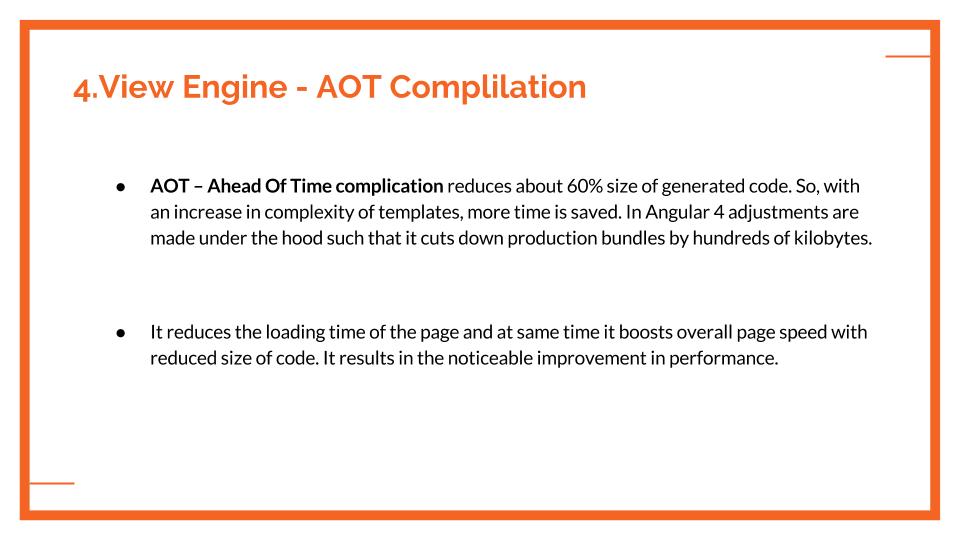 4.View Engine - AOT Complilation
● AOT – Ahead Of Time complication reduces about 60% size of generated code. So, with
an increase in complexity of templates, more time is saved. In Angular 4 adjustments are
made under the hood such that it cuts down production bundles by hundreds of kilobytes.
● It reduces the loading time of the page and at same time it boosts overall page speed with
reduced size of code. It results in the noticeable improvement in performance.